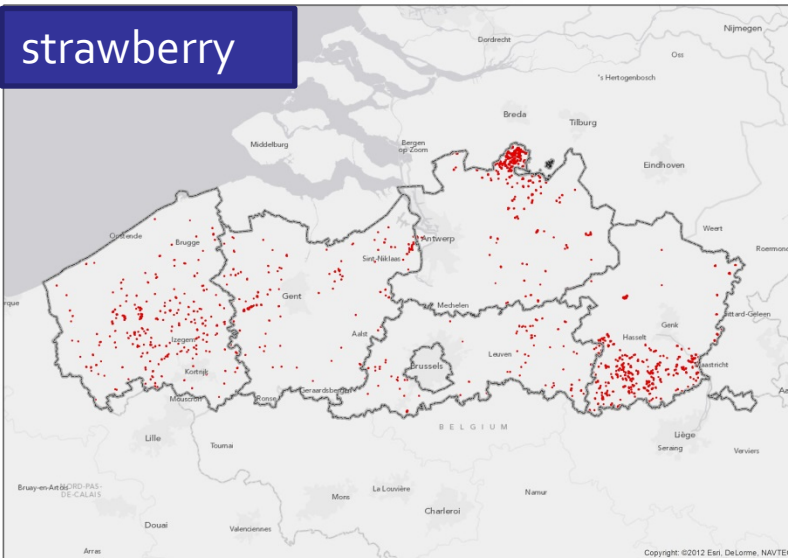 strawberry
Nijmegen
Dordrecht
Oss
's Hertogenbosch
Breda
Tilburg
Middelburg
Bergen
op-Zoom
Eindhoven
Weert
Oostende
Brugge
Roermond
Antwerp
Sint-Niklaas
Gent
rque
Mechelen
Genk
sittard-Geleen
Izegem
Aalst
Hasselt
Leuven
Brussels
Maastricht
Kortrijk
Mouscron
Ronse
Geraardsbergen
BELGIUM
Lille
Tournai
Liège
Seraing
Verviers
Bruay-en-Artois
NORD-PAS-
DE-CALAIS
Mons
La Louvière
Namur
Charleroi
Douai
Valenciennes
Arras
Copyright: ©2012 Esri, DeLorme, NAVTEQ